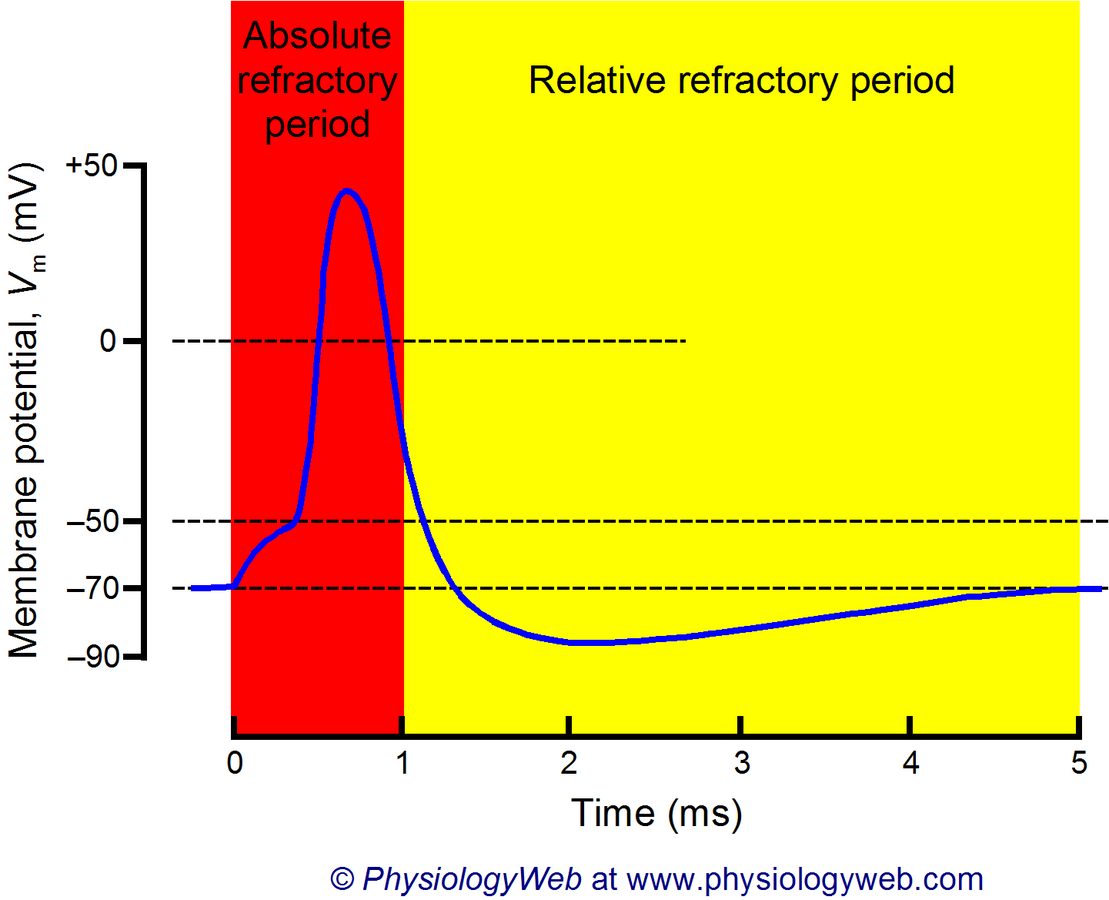 Absolute
refractory
period
Relative refractory period
Membrane potential, Vm (mV)
+50
0
–50
–70
–90
0 1 2 3 4 5
Time (ms)
© PhysiologyWeb at www.physiologyweb.com